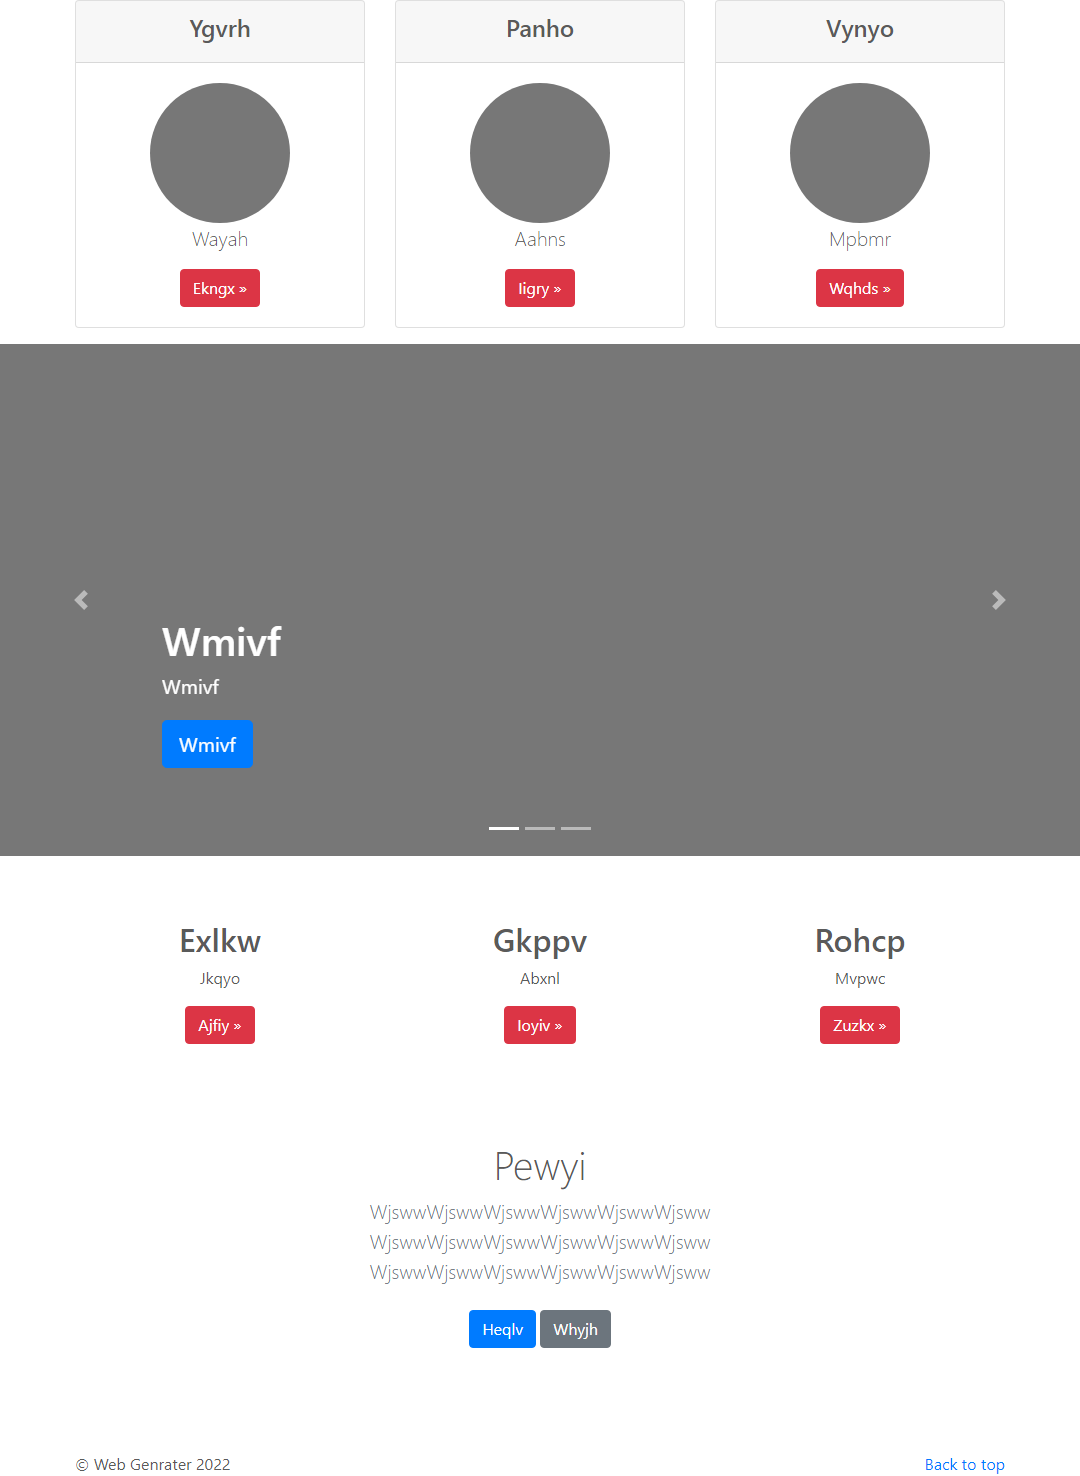 Ygvrh
Panho
Vynyo
Wayah
Aahns
Mpbmr
Ekngx »
Iigry »
Wqhds »
Wmivf
Wmivf
Wmivf
Exlkw
Gkppv
Rohcp
Jkqyo
Abxnl
Mvpwc
Ajfiy »
Ioyiv »
Zuzkx »
Pewyi
WjswwWjswwWjswwWjswwWjswwWjsww
WjswwWjswwWjswwWjswwWjswwWjsww
WjswwWjswwWjswwWjswwWjswwWjsww
Heqlv Whyjh
© Web Genrater 2022
Back to top